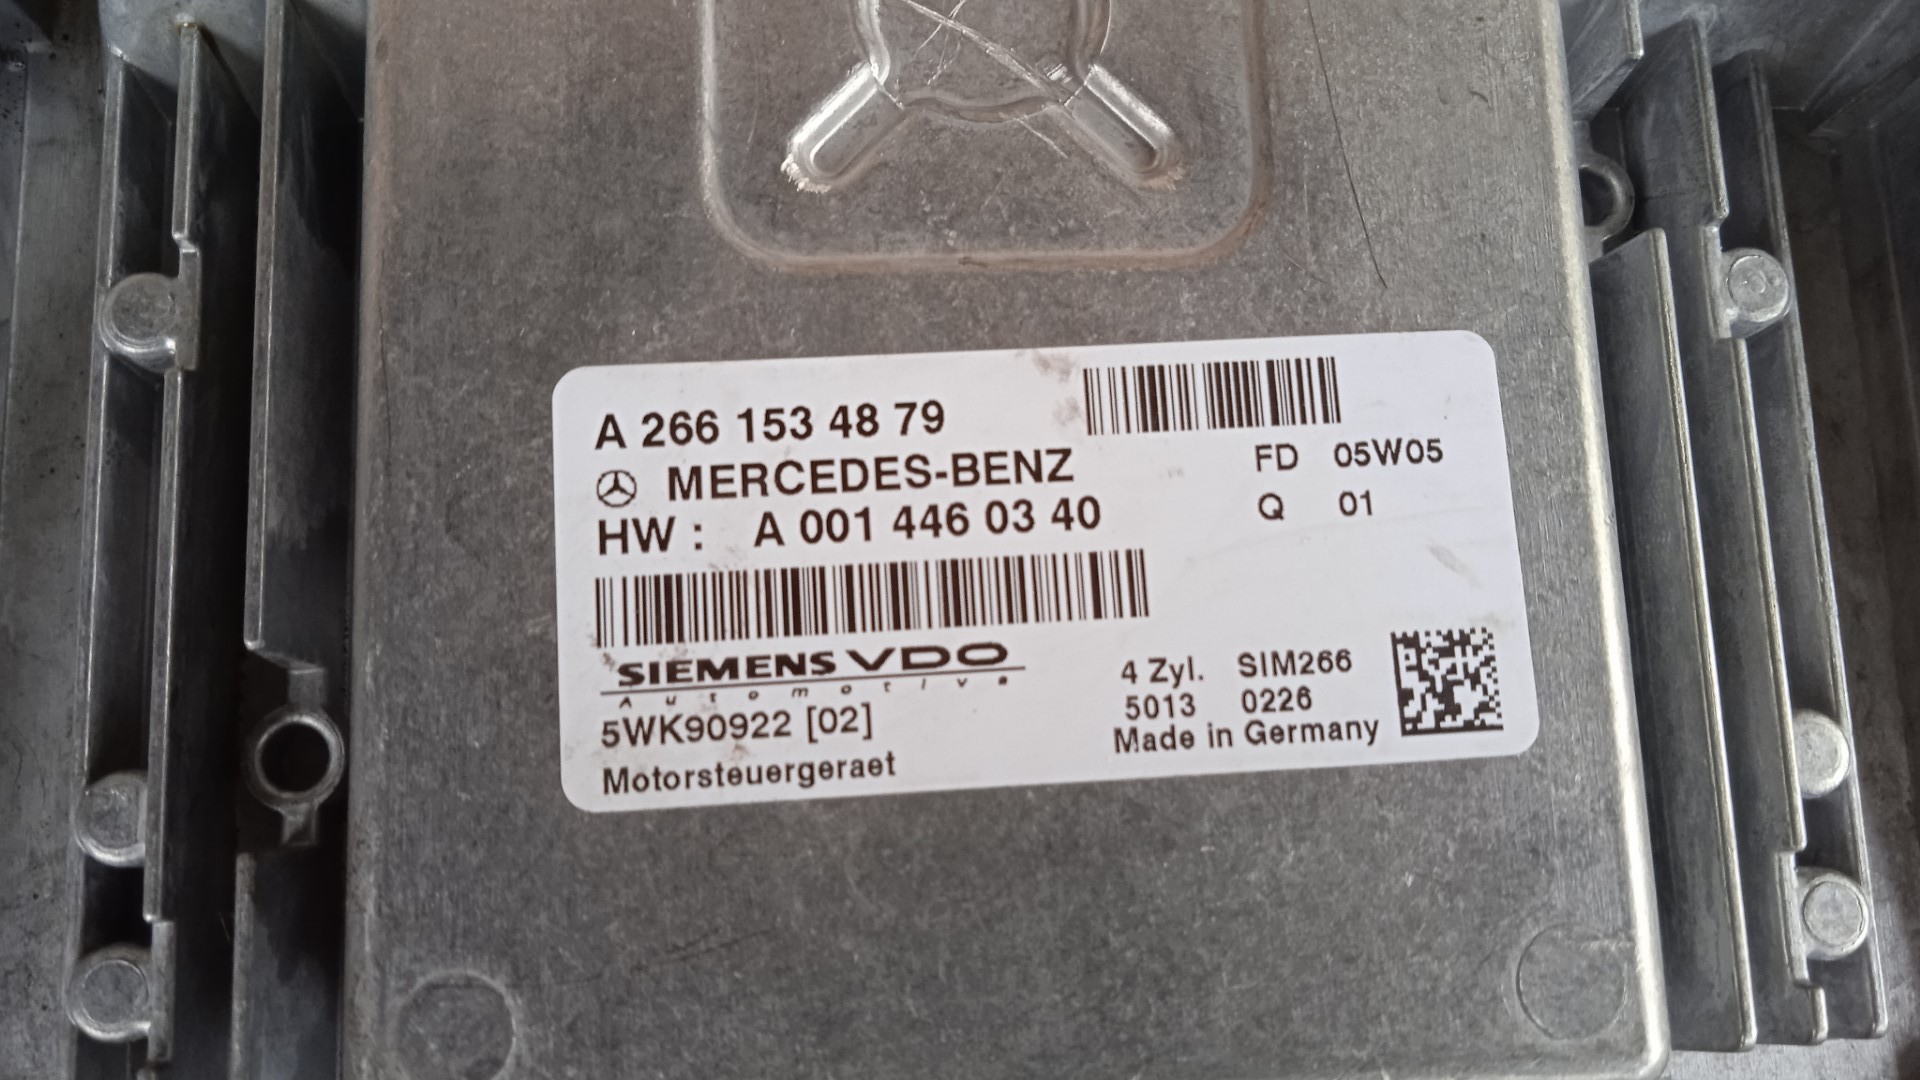 A 266 153 48 79
MERCEDES-BENZ
FD 05W05
HW : A 001 446 03 40
Q 01
SIEMENS VDO
Automotive
4 Zyl. SIM266
5WK90922 [02]
5013 0226
Made in Germany
Motorsteuergeraet